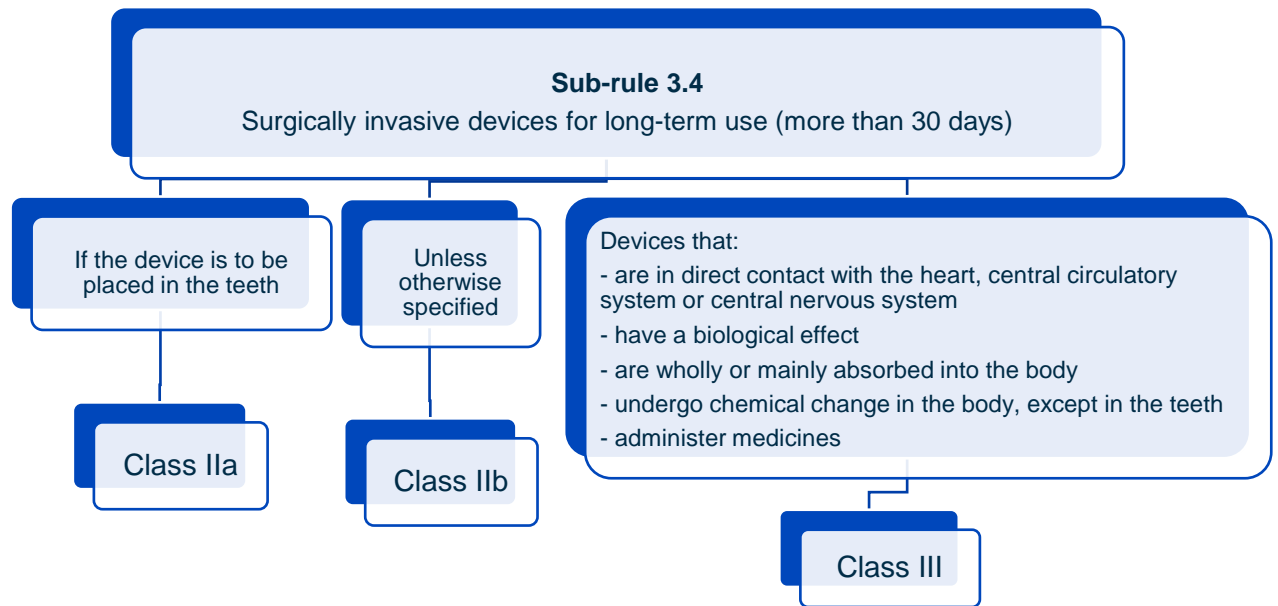 Sub-rule 3.4
Surgically invasive devices for long-term use (more than 30 days)
If the device is to be
placed in the teeth
Unless
otherwise
specified
Devices that:
- are in direct contact with the heart, central circulatory
system or central nervous system
- have a biological effect
- are wholly or mainly absorbed into the body
- undergo chemical change in the body, except in the teeth
- administer medicines
Class IIa
Class IIb
Class III